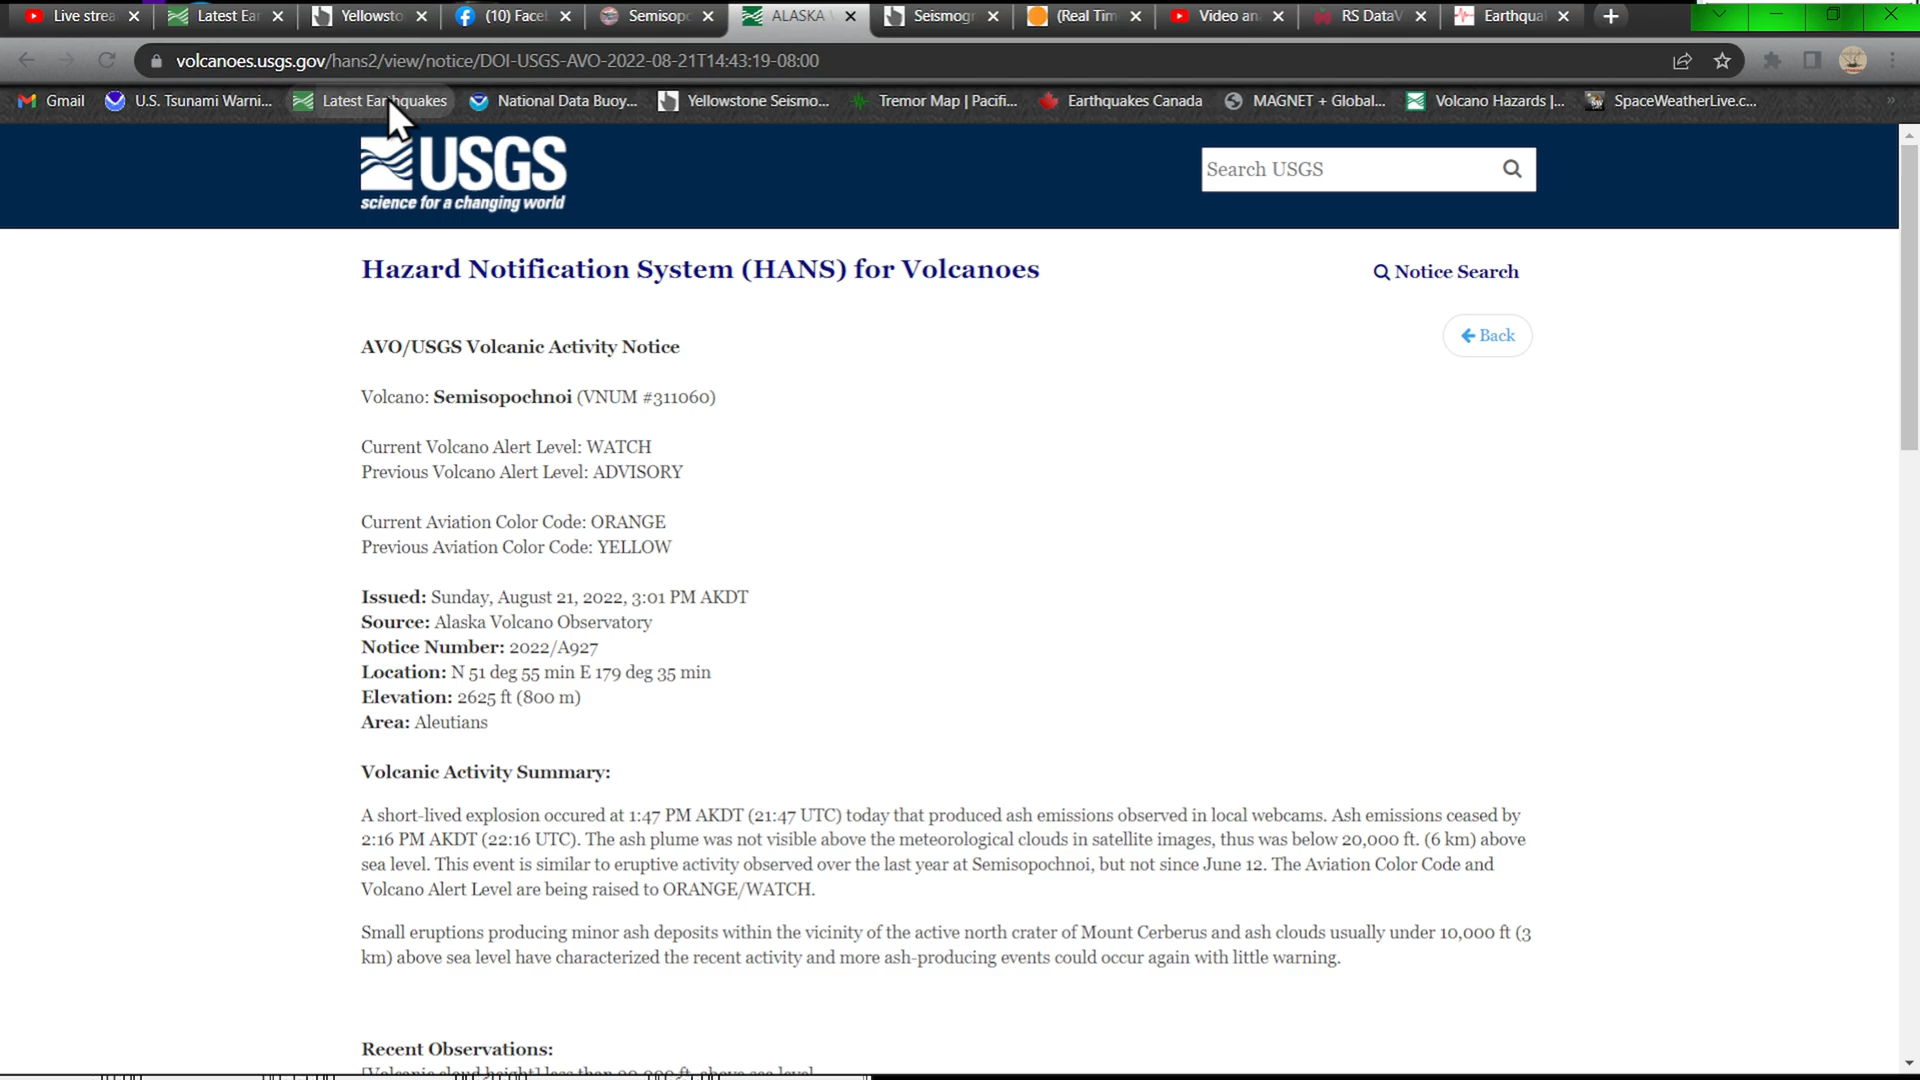 Live strea
Latest Ear
Yellowsto
(10) Face
Semisopo
ALASKA
Seismogr
(Real Tim
Video an
RS DataV
Earthqua
volcanoes.usgs.gov/hans2/view/notice/DOI-USGS-AVO-2022-08-21T14:43:19-08:00
Gmail
U.S. Tsunami Warni...
Latest Earthquakes
National Data Buoy...
Yellowstone Seismo...
Tremor Map | Pacifi...
Earthquakes Canada
MAGNET + Global...
Volcano Hazards |...
SpaceWeatherLive.c...
USGS
science for a changing world
Search USGS
Hazard Notification System (HANS) for Volcanoes
Notice Search
Back
AVO/USGS Volcanic Activity Notice
Volcano: Semisopochnoi (VNUM #311060)
Current Volcano Alert Level: WATCH
Previous Volcano Alert Level: ADVISORY
Current Aviation Color Code: ORANGE
Previous Aviation Color Code: YELLOW
Issued: Sunday, August 21, 2022, 3:01 PM AKDT
Source: Alaska Volcano Observatory
Notice Number: 2022/A927
Location: N 51 deg 55 min E 179 deg 35 min
Elevation: 2625 ft (800 m)
Area: Aleutians
Volcanic Activity Summary:
A short-lived explosion occured at 1:47 PM AKDT (21:47 UTC) today that produced ash emissions observed in local webcams. Ash emissions ceased by
2:16 PM AKDT (22:16 UTC). The ash plume was not visible above the meteorological clouds in satellite images, thus was below 20,000 ft. (6 km) above
sea level. This event is similar to eruptive activity observed over the last year at Semisopochnoi, but not since June 12. The Aviation Color Code and
Volcano Alert Level are being raised to ORANGE/WATCH.
Small eruptions producing minor ash deposits within the vicinity of the active north crater of Mount Cerberus and ash clouds usually under 10,000 ft (3
km) above sea level have characterized the recent activity and more ash-producing events could occur again with little warning.
Recent Observations:
[Volcanic cloud height] less than 20,000 ft. above sea level